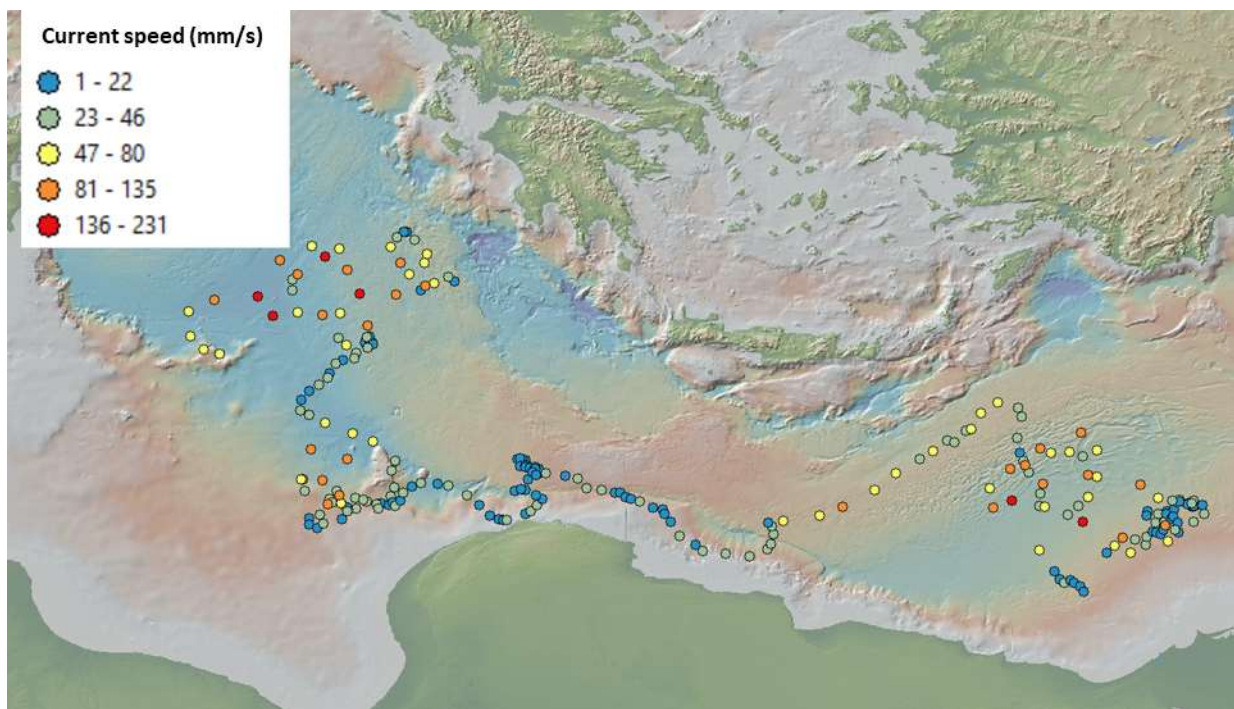 Current speed (mm/s)
1 - 22
23 - 46
47 - 80
81 - 135
136 - 231